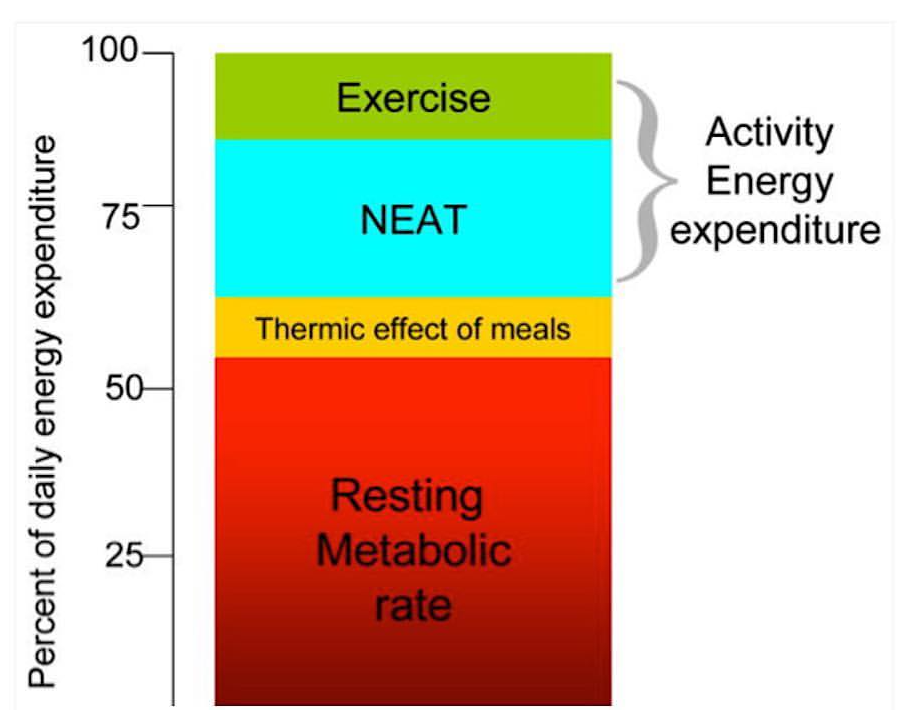 100
75
50
25
Percent of daily energy expenditure
Exercise
NEAT
Thermic effect of meals
Resting
Metabolic
rate
Activity
Energy
expenditure